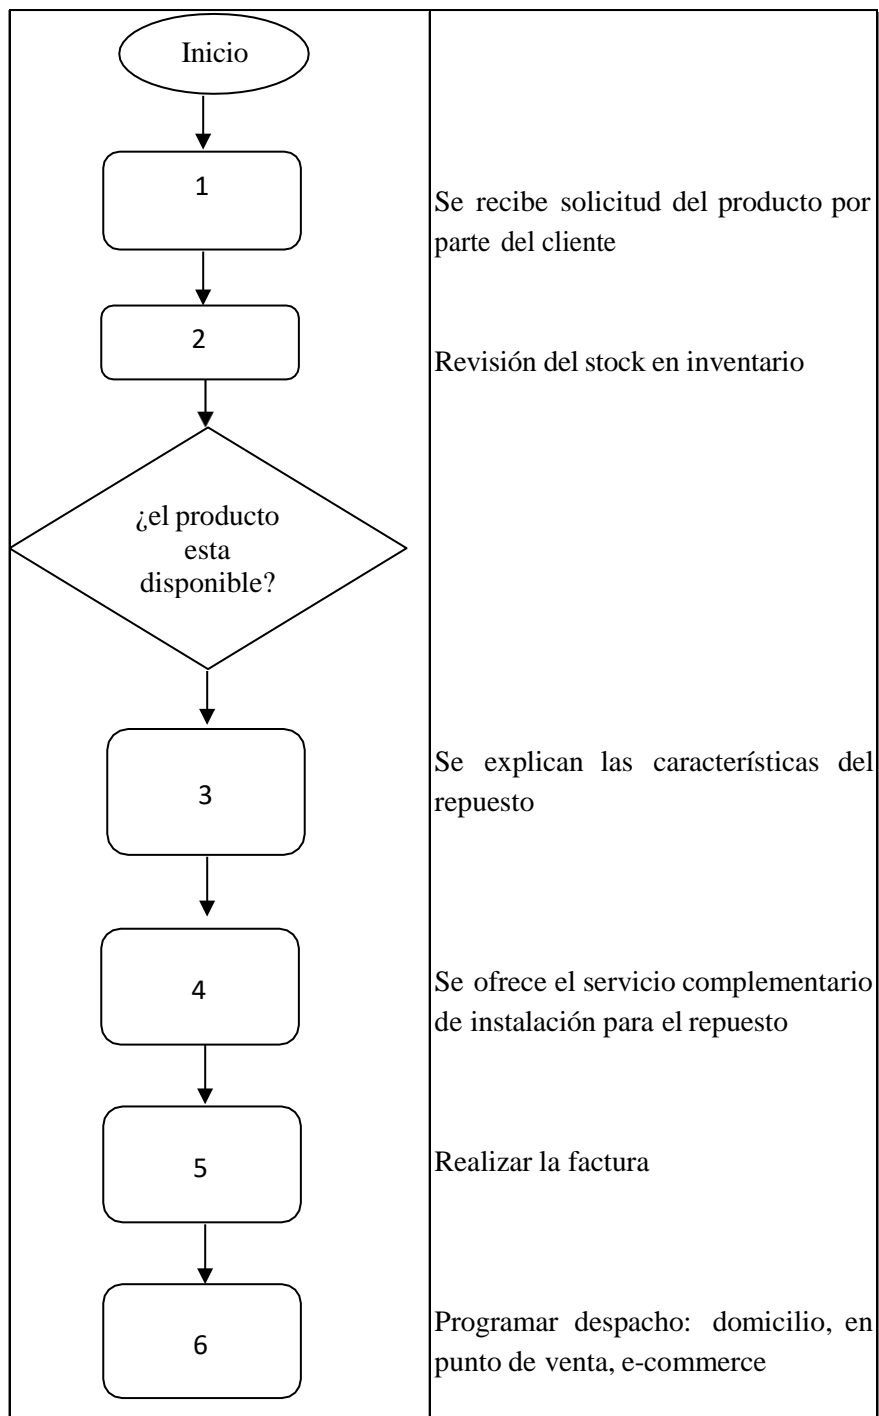 Inicio
1
Se recibe solicitud del producto por
parte del cliente
2
Revisión del stock en inventario
¿el producto
esta
disponible?
3
Se explican las características del
repuesto
4
Se ofrece el servicio complementario
de instalación para el repuesto
5
Realizar la factura
6
Programar despacho: domicilio, en
punto de venta, e-commerce